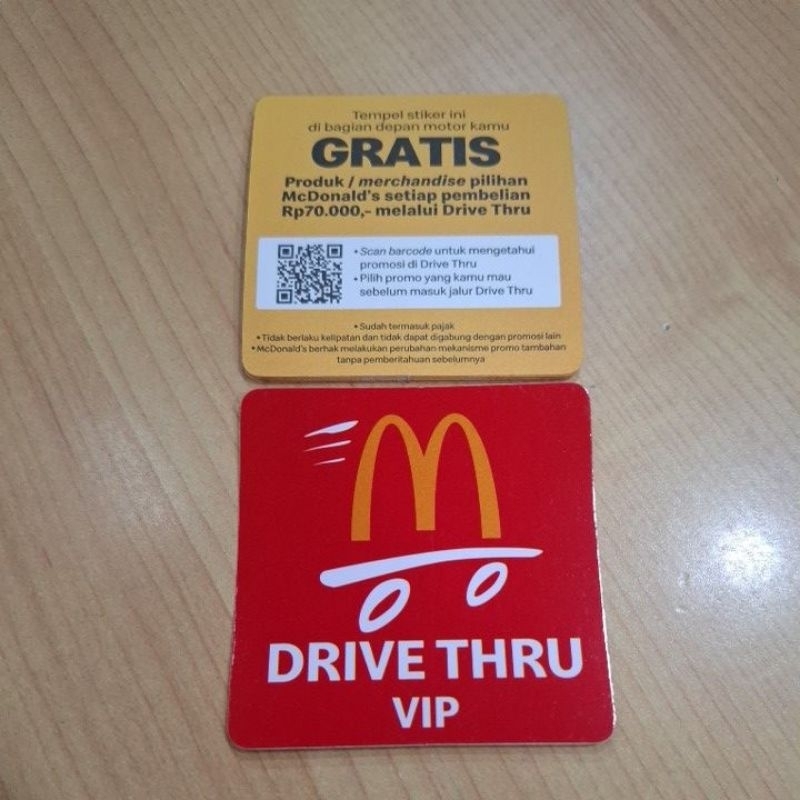 Tempel stiker ini
di bagian depan motor kamu
GRATIS
Produk / merchandise pilihan
McDonald's setiap pembelian
Rp70.000,- melalui Drive Thru
• Scan barcode untuk mengetahui
promosi di Drive Thru
• Pilih promo yang kamu mau
sebelum masuk jalur Drive Thru
• Sudah termasuk pajak
• Tidak berlaku kelipatan dan tidak dapat digabung dengan promosi lain
• McDonald's berhak melakukan perubahan mekanisme promo tambahan
tanpa pemberitahuan sebelumnya
DRIVE THRU
VIP